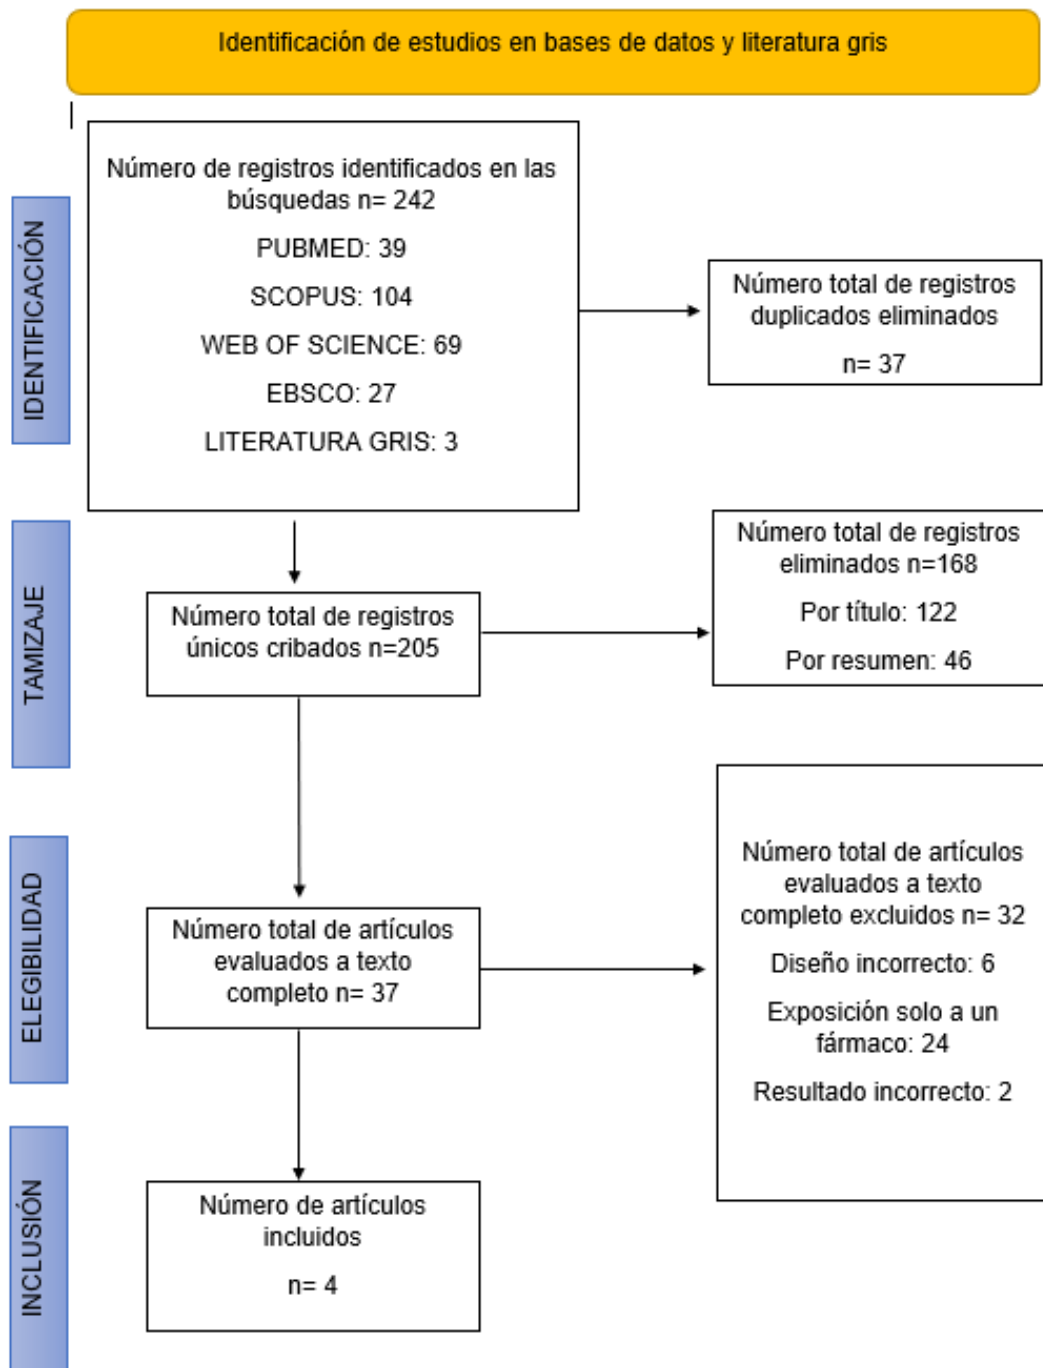 Identificación de estudios en bases de datos y literatura gris
IDENTIFICACIÓN
Número de registros identificados en las
búsquedas n= 242
PUBMED: 39
SCOPUS: 104
WEB OF SCIENCE: 69
EBSCO: 27
LITERATURA GRIS: 3
Número total de registros
duplicados eliminados
n= 37
TAMIZAJE
Número total de registros
únicos cribados n=205
Número total de registros
eliminados n=168
Por título: 122
Por resumen: 46
ELEGIBILIDAD
Número total de artículos
evaluados a texto
completo n= 37
Número total de artículos
evaluados a texto
completo excluidos n= 32
Diseño incorrecto: 6
Exposición solo a un
fármaco: 24
Resultado incorrecto: 2
INCLUSIÓN
Número de artículos
incluidos
n= 4